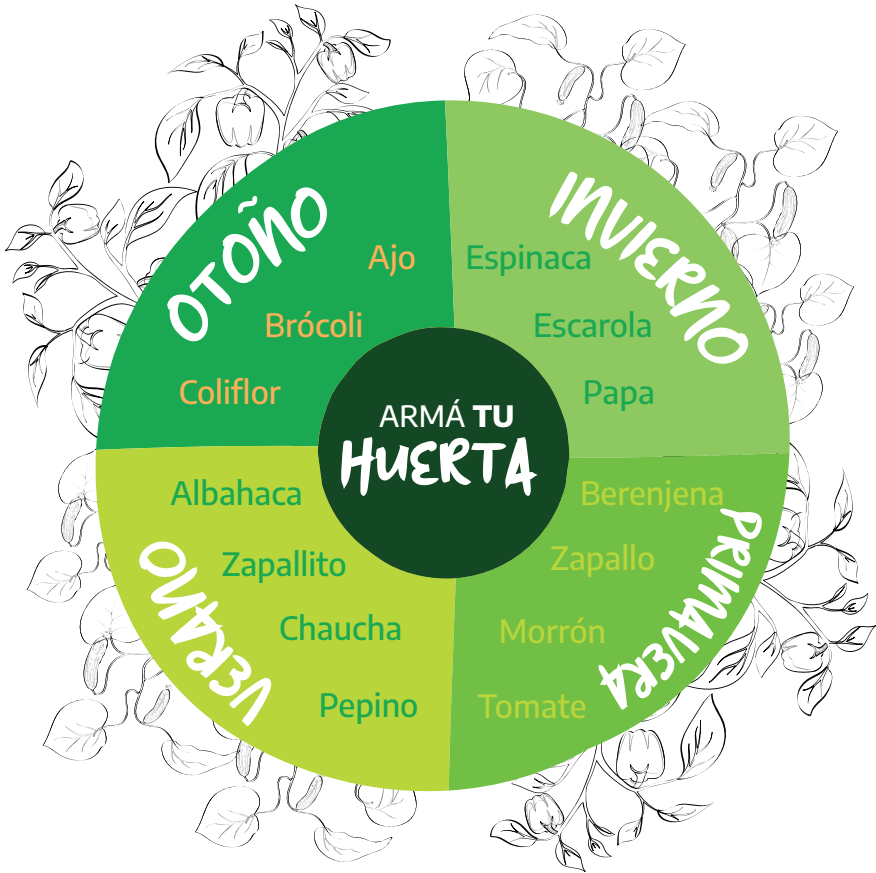 OTOÑO
Ajo
Brócoli
Coliflor
INVIERNO
Espinaca
Escarola
Papa
ARMÁ TU
HUERTA
Albahaca
Zapallito
Chaucha
Pepino
VERANO
Berenjena
Zapallo
Morrón
Tomate
PRIMAVERA